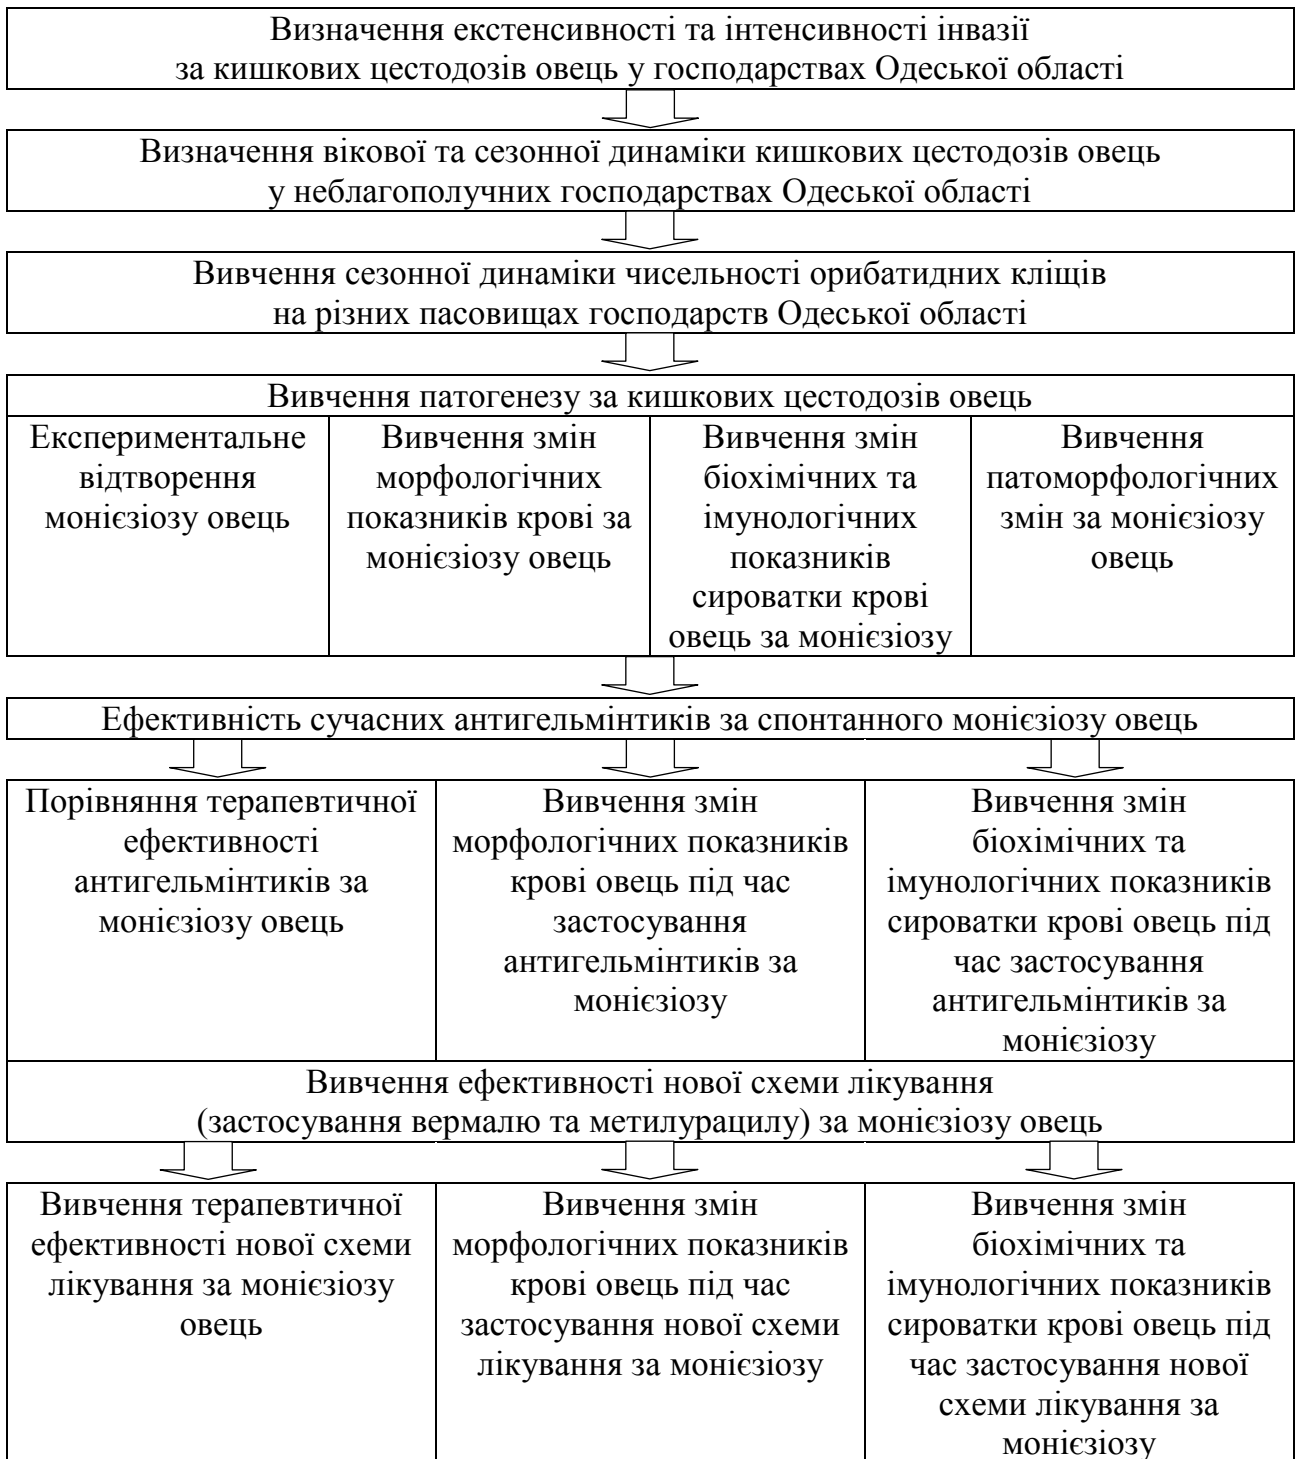 Визначення екстенсивності та інтенсивності інвазії
за кишкових цестодозів овець у господарствах Одеської області
Визначення вікової та сезонної динаміки кишкових цестодозів овець
у неблагополучних господарствах Одеської області
Вивчення сезонної динаміки чисельності орибатидних кліщів
на різних пасовищах господарств Одеської області
Вивчення патогенезу за кишкових цестодозів овець
Експериментальне
відтворення
монієзіозу овець
Вивчення змін
морфологічних
показників крові за
монієзіозу овець
Вивчення змін
біохімічних та
імунологічних
показників
сироватки крові
овець за монієзіозу
Вивчення
патоморфологічних
змін за монієзіозу
овець
Ефективність сучасних антигельмінтиків за спонтанного монієзіозу овець
Порівняння терапевтичної
ефективності
антигельмінтиків за
монієзіозу овець
Вивчення змін
морфологічних показників
крові овець під час
застосування
антигельмінтиків за
монієзіозу
Вивчення змін
біохімічних та
імунологічних показників
сироватки крові овець під
час застосування
антигельмінтиків за
монієзіозу
Вивчення ефективності нової схеми лікування
(застосування вермалю та метилурацилу) за монієзіозу овець
Вивчення терапевтичної
ефективності нової схеми
лікування за монієзіозу
овець
Вивчення змін
морфологічних показників
крові овець під час
застосування нової схеми
лікування за монієзіозу
Вивчення змін
біохімічних та
імунологічних показників
сироватки крові овець під
час застосування нової
схеми лікування за
монієзіозу